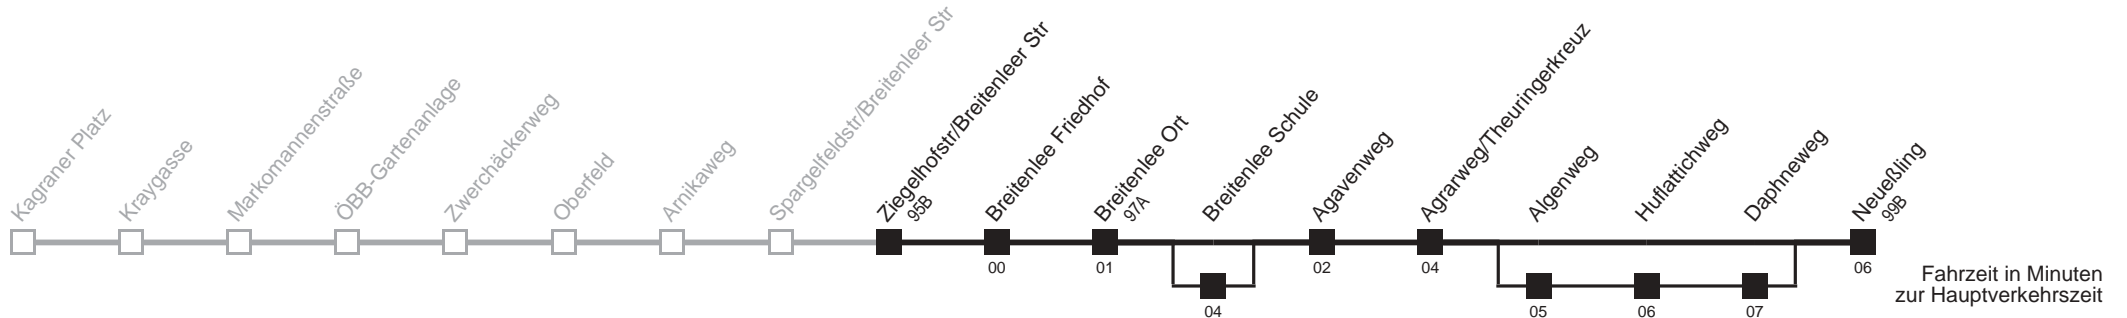 Kagraner Platz
Kraygasse
Markomannenstraße
ÖBB-Gartenanlage
Zwerchäckerweg
Oberfeld
Arnikaweg
Spargelfeldstr/Breitenleer Str
Ziegelhofstr/Breitenleer Str
95B
Breitenlee Friedhof
Breitenlee Ort
97A
Breitenlee Schule
Agavenweg
Agrarweg/Theuringerkreuz
Algenweg
Huflattichweg
Daphneweg
Neueßling
99B
00
01
02
04
06
04
05
06
07
Fahrzeit in Minuten
zur Hauptverkehrszeit